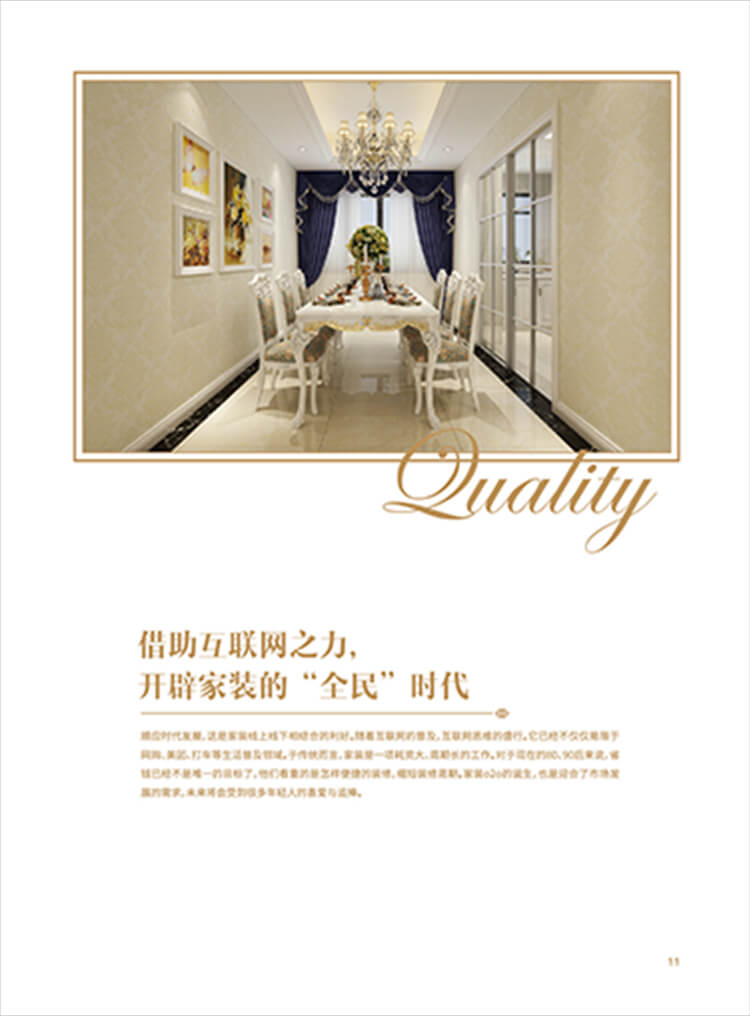 Quality
借助互联网之力，
开辟家装的“全民”时代
顺应时代发展，这是家装线上线下相结合的利好。随着互联网的普及，互联网思维的盛行。它已经不仅仅局限于
网购、美团、打车等生活普及领域。于传统而言，家装是一项耗资大、周期长的工作。对于现在的80、90后来说，省
钱已经不是唯一的目标了，他们看重的是怎样便捷的装修，缩短装修周期。家装o2o的诞生，也是迎合了市场发
展的需求，未来将会受到很多年轻人的喜爱与追捧。
11